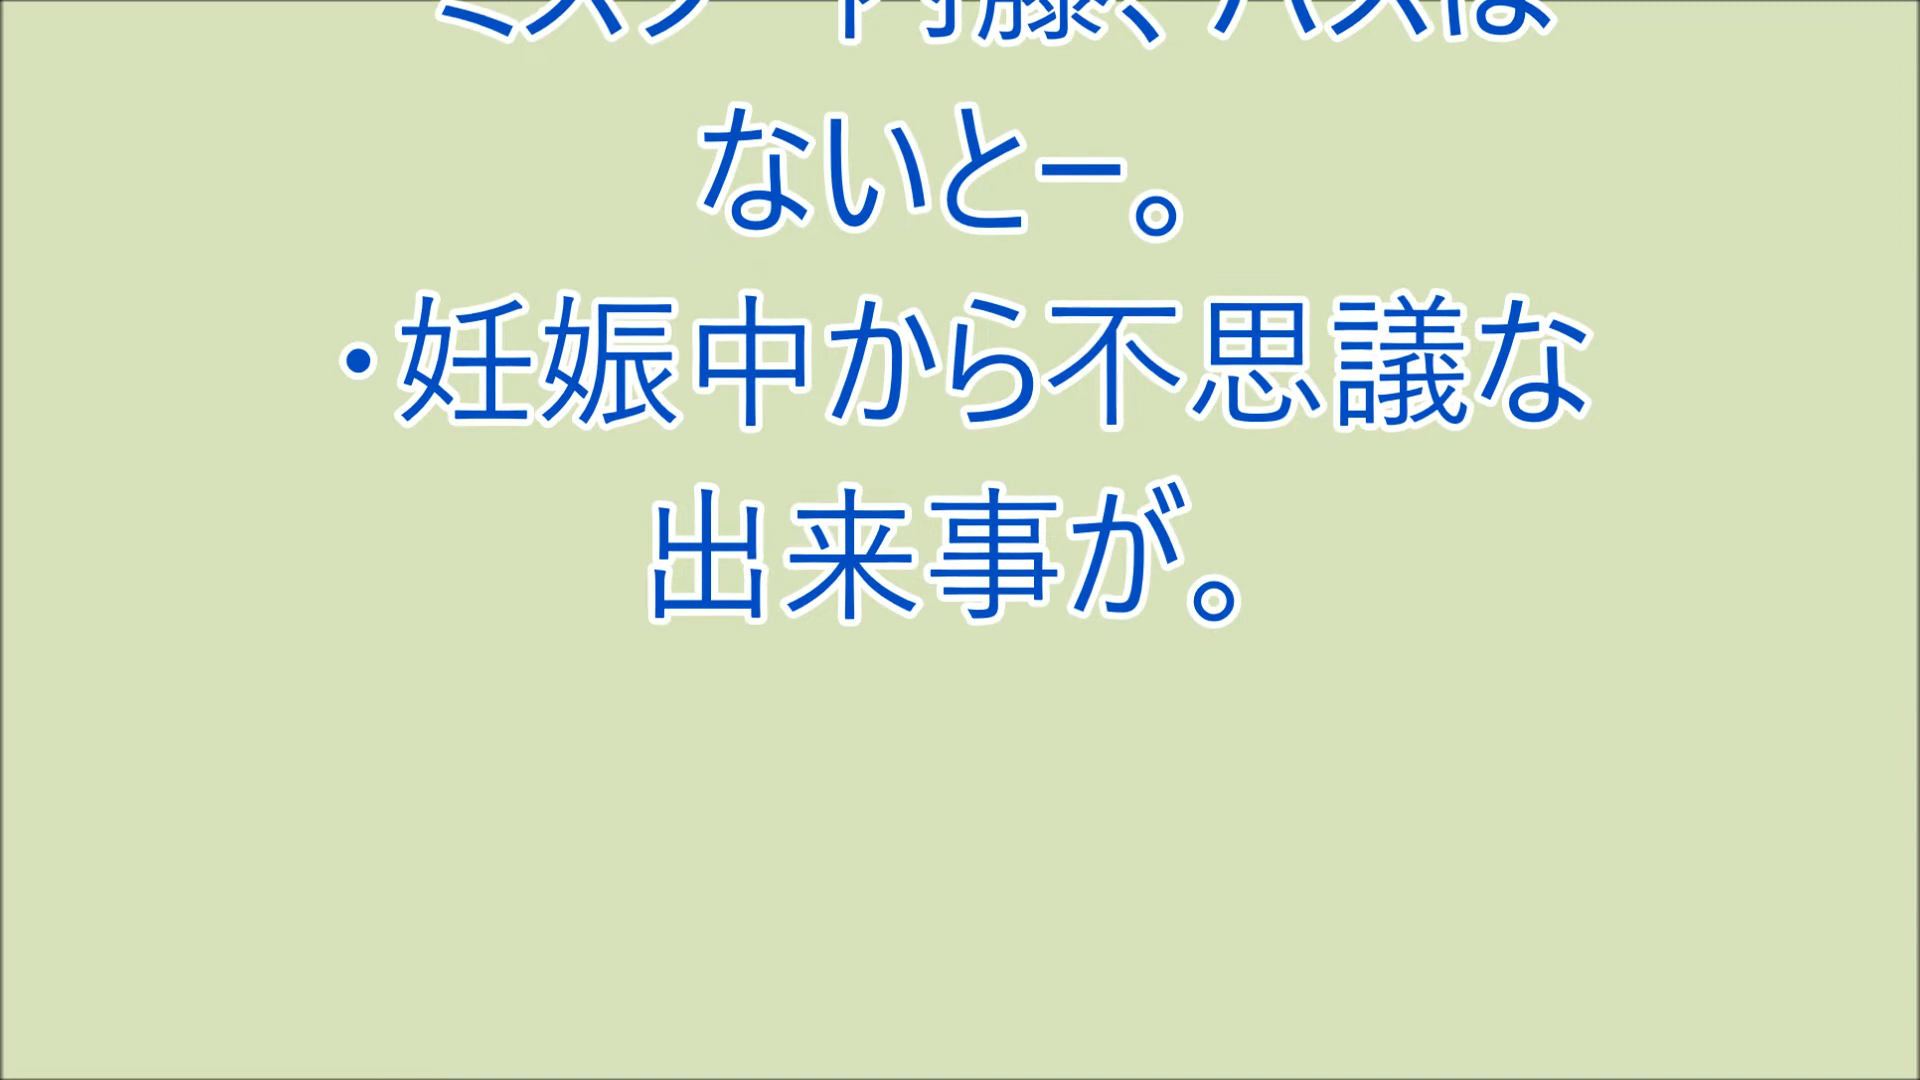 ないとー。
・妊娠中から不思議な
出来事が。